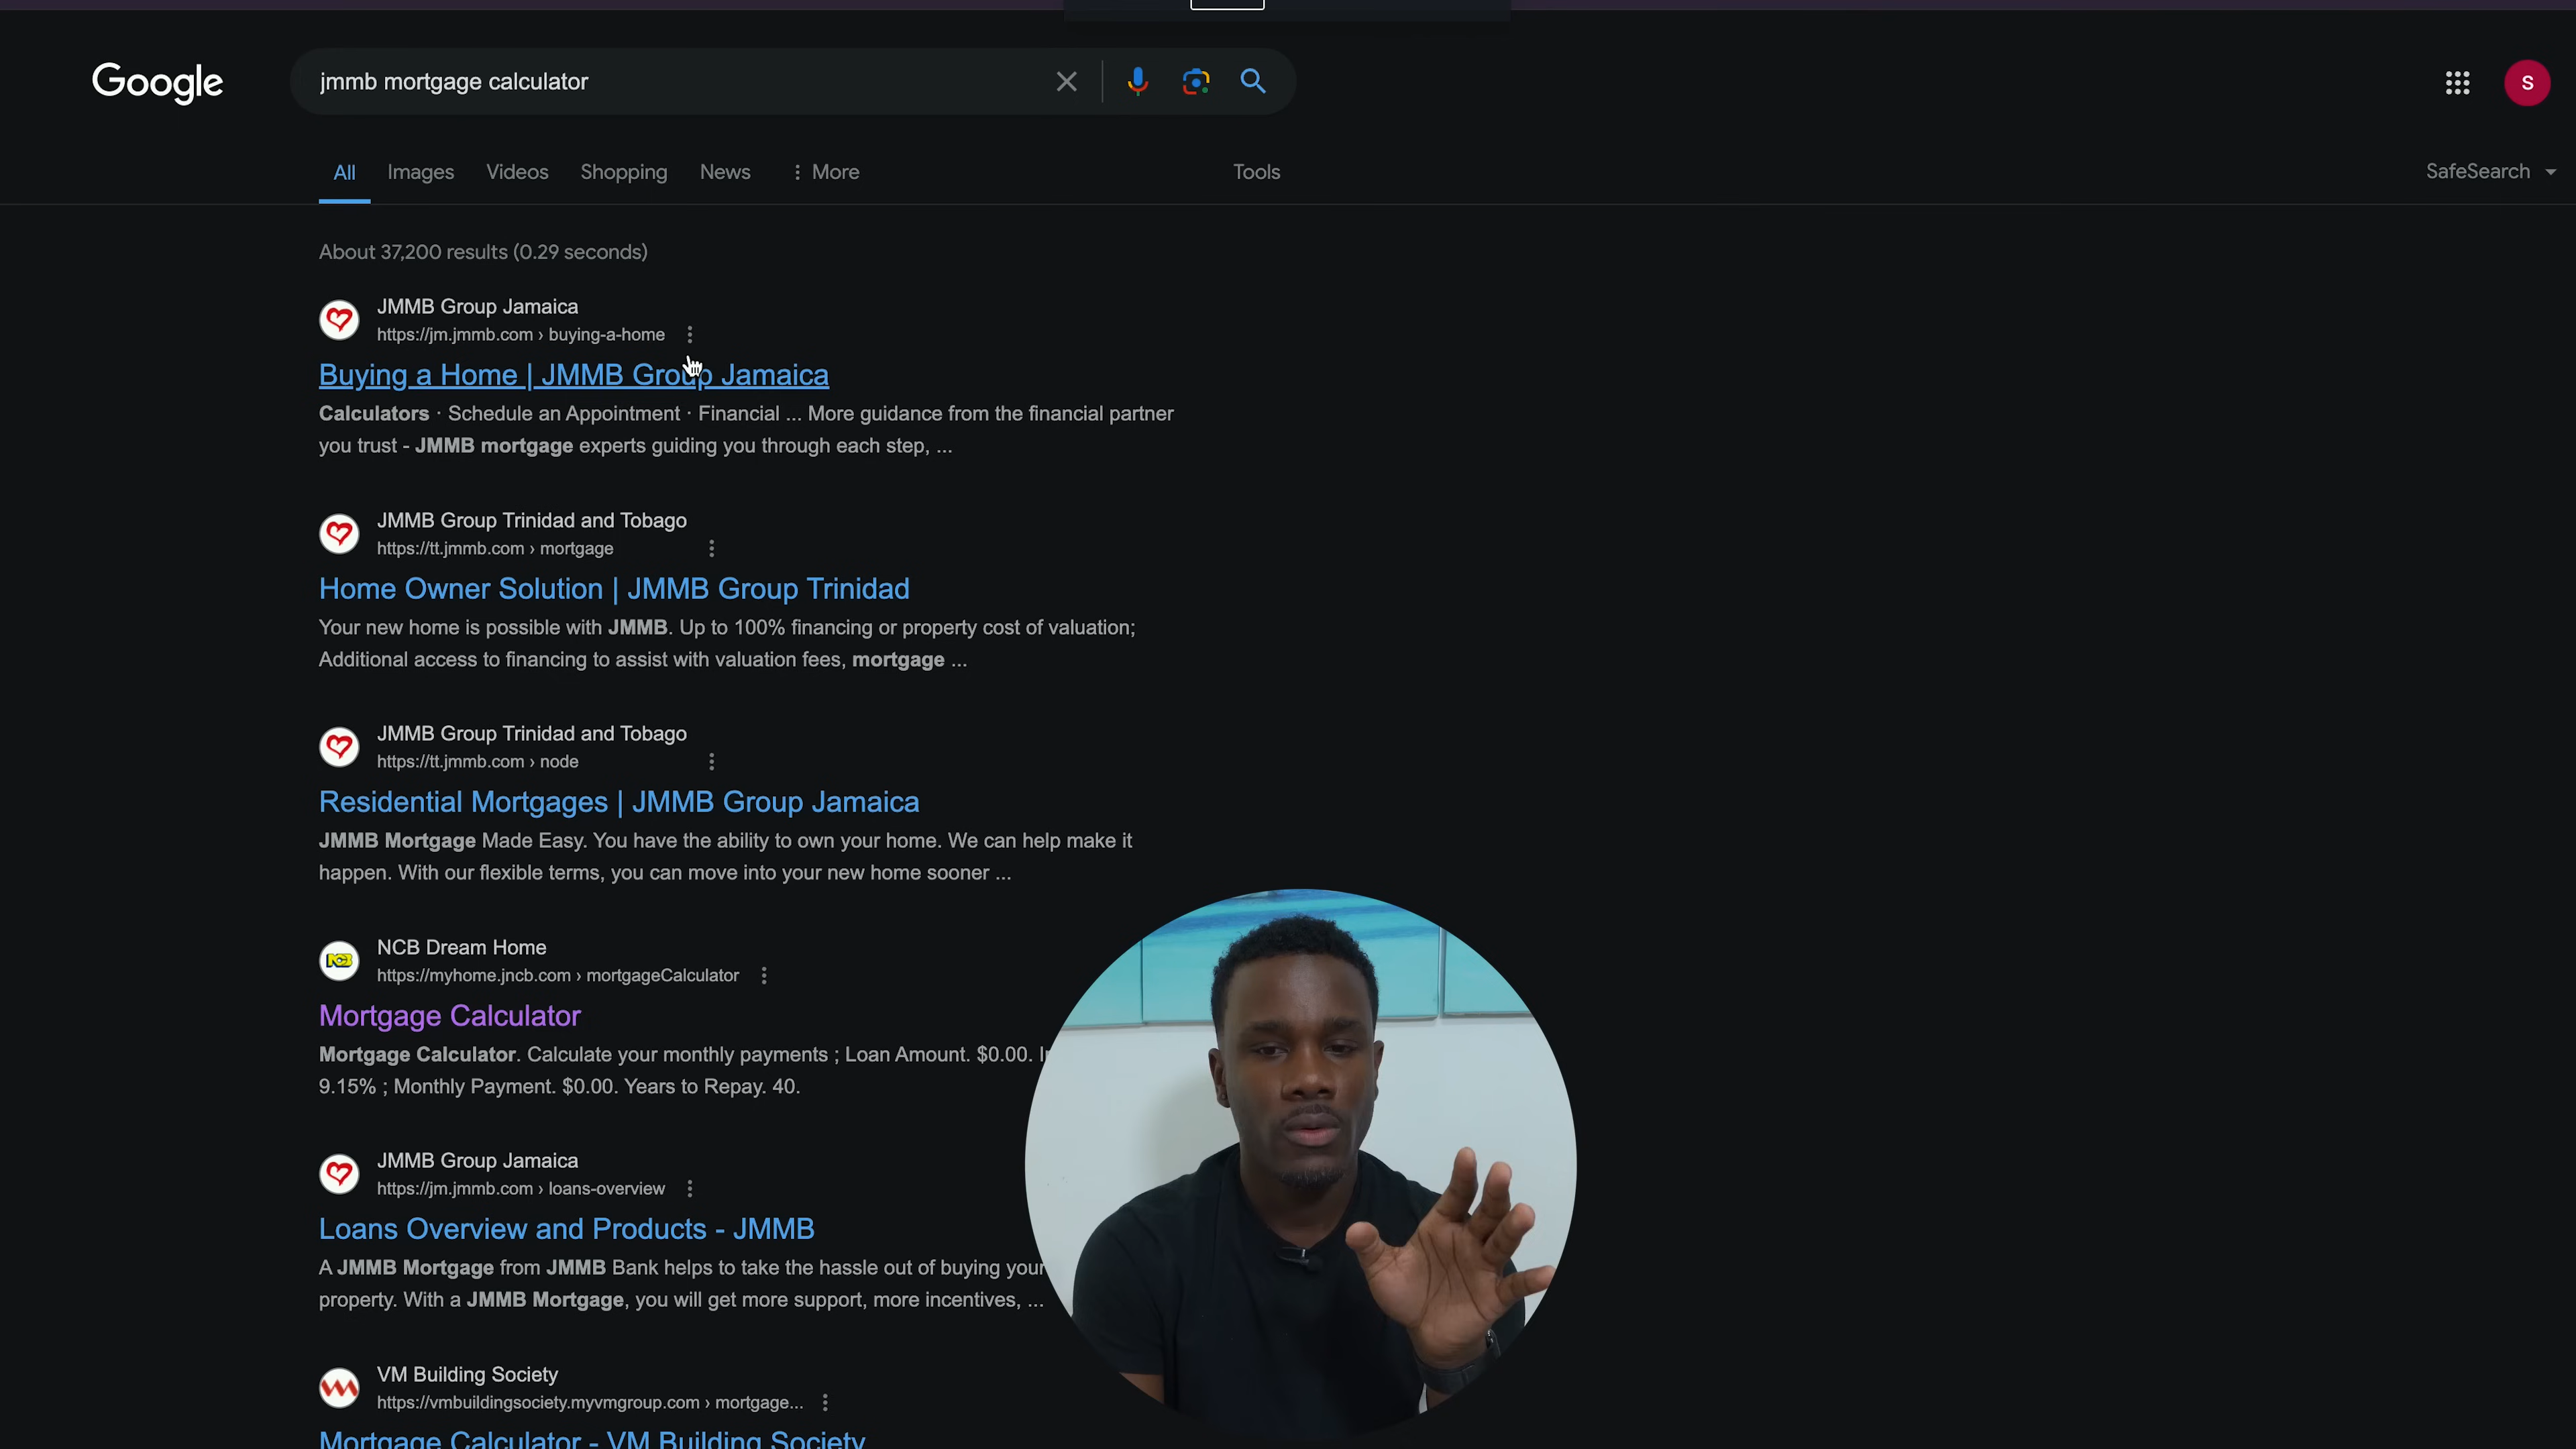 Google
jmmb mortgage calculator
S
All Images Videos Shopping News More Tools SafeSearch
About 37,200 results (0.29 seconds)
JMMB Group Jamaica
https://jm.jmmb.com › buying-a-home
Buying a Home | JMMB Group Jamaica
Calculators · Schedule an Appointment · Financial ... More guidance from the financial partner
you trust - JMMB mortgage experts guiding you through each step, ...
JMMB Group Trinidad and Tobago
https://tt.jmmb.com › mortgage
Home Owner Solution | JMMB Group Trinidad
Your new home is possible with JMMB. Up to 100% financing or property cost of valuation;
Additional access to financing to assist with valuation fees, mortgage ...
JMMB Group Trinidad and Tobago
https://tt.jmmb.com › node
Residential Mortgages | JMMB Group Jamaica
JMMB Mortgage Made Easy. You have the ability to own your home. We can help make it
happen. With our flexible terms, you can move into your new home sooner ...
NCB
NCB Dream Home
https://myhome.jncb.com › mortgageCalculator
Mortgage Calculator
Mortgage Calculator. Calculate your monthly payments ; Loan Amount. $0.00.
9.15% ; Monthly Payment. $0.00. Years to Repay. 40.
JMMB Group Jamaica
https://jm.jmmb.com › loans-overview
Loans Overview and Products - JMMB
A JMMB Mortgage from JMMB Bank helps to take the hassle out of buying your
property. With a JMMB Mortgage, you will get more support, more incentives, ...
VM Building Society
https://vmbuildingsociety.myvmgroup.com › mortgage...
Mortgage Calculator - VM Building Society